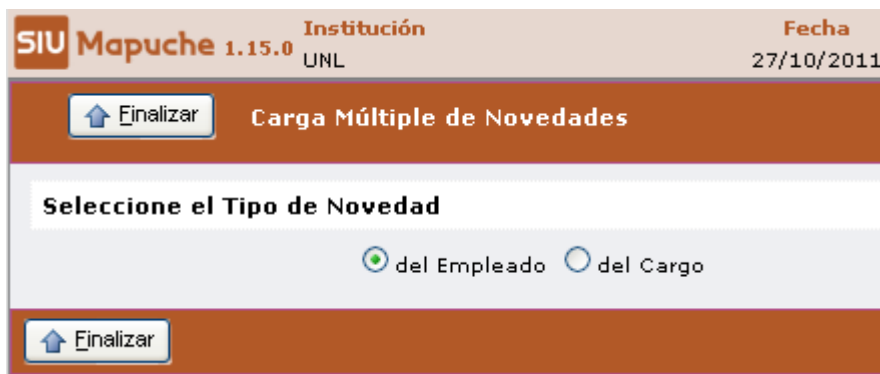 SIU Mapuche 1.15.0 Institución Fecha
UNL 27/10/2011
Finalizar Carga Múltiple de Novedades
Seleccione el Tipo de Novedad
del Empleado del Cargo
Finalizar